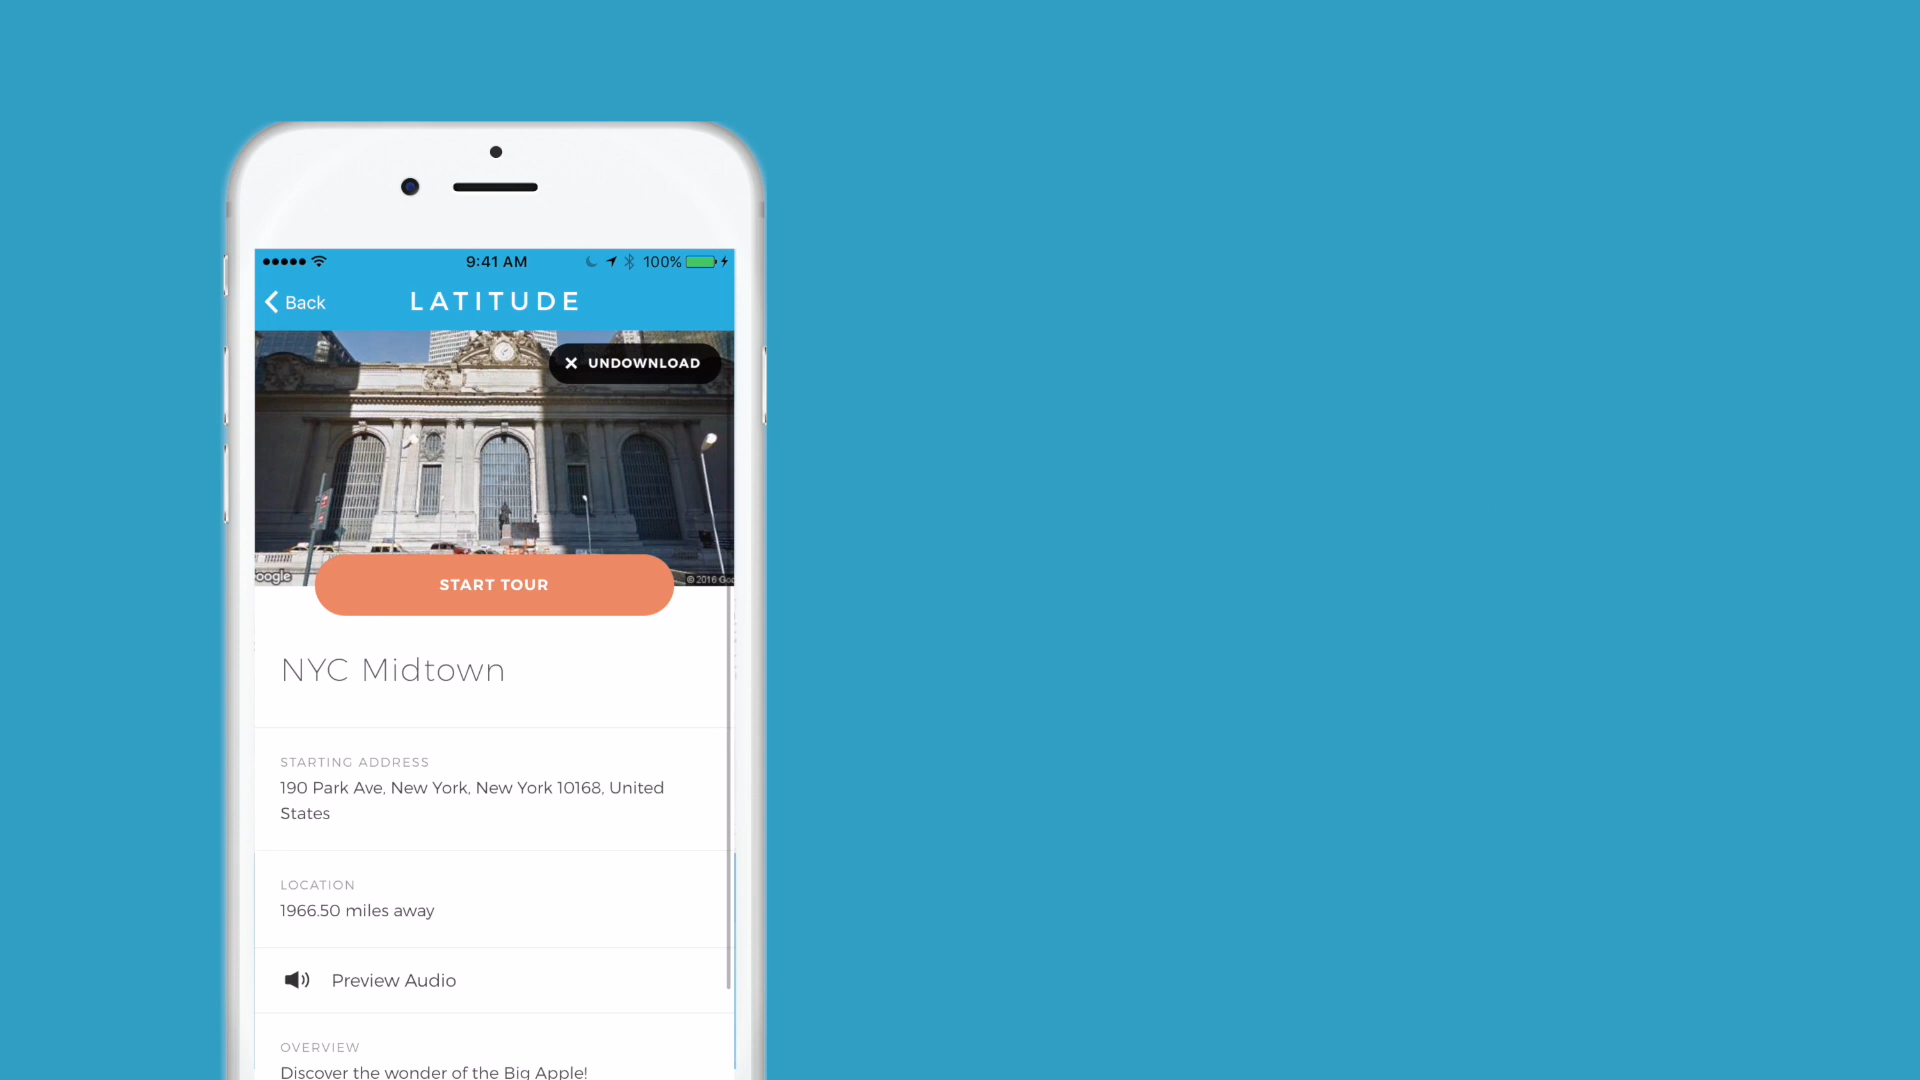 9:41 AM
100%
Back
LATITUDE
UNDOWNLOAD
oogle
© 2016 Goo
START TOUR
NYC Midtown
STARTING ADDRESS
190 Park Ave, New York, New York 10168, United
States
LOCATION
1966.50 miles away
Preview Audio
OVERVIEW
Discover the wonder of the Big Apple!